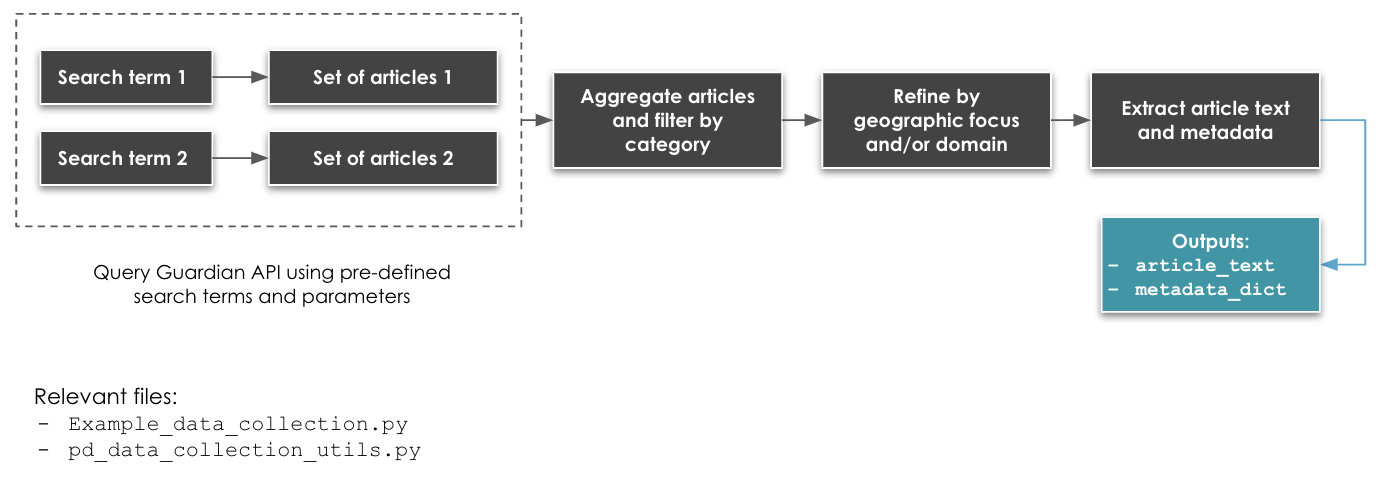 Search term 1
Set of articles 1
Search term 2
Set of articles 2
Aggregate articles
and filter by
category
Refine by
geographic focus
and/or domain
Extract article text
and metadata
Outputs:
– article_text
– metadata_dict
Query Guardian API using pre-defined
search terms and parameters
Relevant files:
- Example_data_collection.py
- pd_data_collection_utils.py